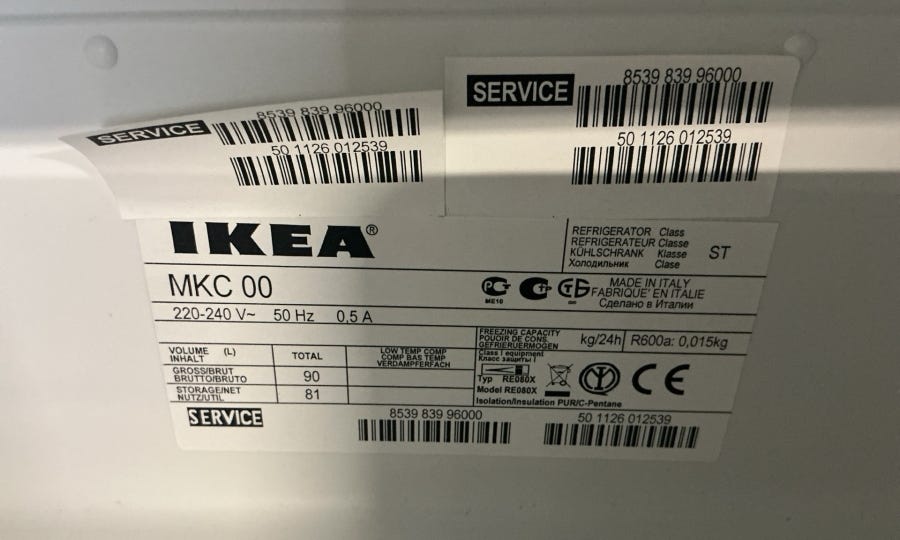 SERVICE
8539 839 96000
50 1126 012539
SERVICE
8539 839 96000
50 1126 012539
IKEA®
REFRIGERATOR Class
REFRIGERATEUR Classe
KÜHLSCHRANK Klasse
Холодильник Clase
ST
MKC 00
ME10
MADE IN ITALY
FABRIQUE' EN ITALIE
Сделано в Италии
220-240 V~ 50 Hz 0,5 A
FREEZING CAPACITY
POUOIR DE CONS.
GEFRIERUERMOGEN
kg/24h
R600a: 0,015kg
VOLUME (L)
INHALT
TOTAL
LOW TEMP COMP
COMP BAS TEMP
VERDAMPFERFACH
Class I equipment
Класс защиты I
GROSS/BRUT
BRUTTO/BRUTO
90
STORAGE/NET
NUTZ/UTIL
81
Typ RE080X
Model RE080X
CE
Isolation/Insulation PUR/C-Pentane
SERVICE
8539 839 96000
50 1126 012539